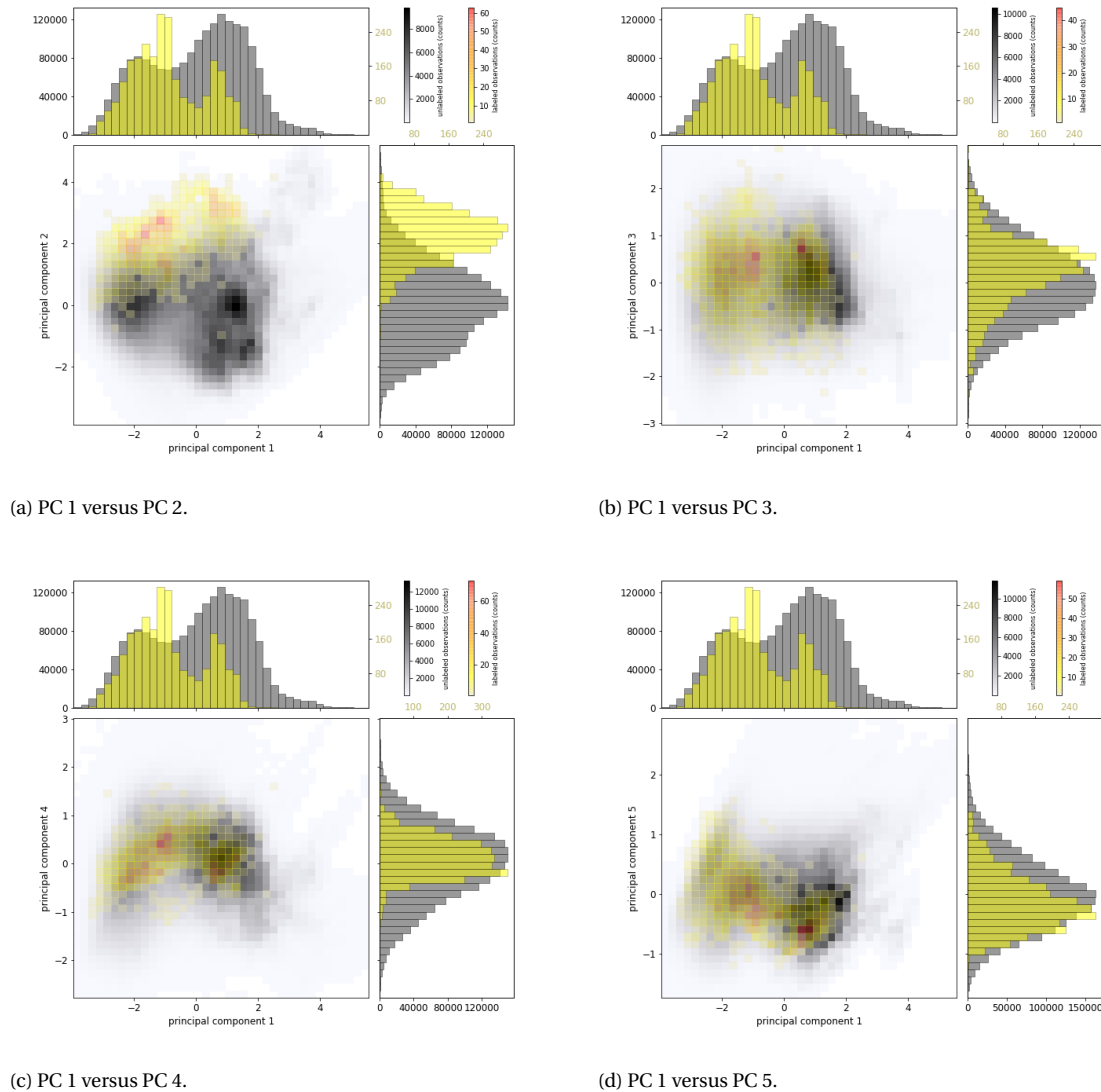 120000
80000
40000
0
240
160
80
8000
6000
4000
2000
unlabeled observations (counts)
60
50
40
30
20
10
labeled observations (counts)
80 160 240
4
2
0
−2
principal component 2
−2 0 2 4
principal component 1
40000 80000 120000
(a) PC 1 versus PC 2.
120000
80000
40000
0
240
160
80
10000
8000
6000
4000
2000
unlabeled observations (counts)
40
30
20
10
labeled observations (counts)
80 160 240
2
1
0
−1
−2
−3
principal component 3
−2 0 2 4
principal component 1
0 40000 80000 120000
(b) PC 1 versus PC 3.
120000
80000
40000
0
240
160
80
12000
10000
8000
6000
4000
2000
unlabeled observations (counts)
60
40
20
labeled observations (counts)
100 200 300
3
2
1
0
−1
−2
principal component 4
−2 0 2 4
principal component 1
0 40000 80000 120000
(c) PC 1 versus PC 4.
120000
80000
40000
0
240
160
80
10000
8000
6000
4000
2000
unlabeled observations (counts)
50
40
30
20
10
labeled observations (counts)
80 160 240
2
1
0
−1
principal component 5
−2 0 2 4
principal component 1
0 50000 100000 150000
(d) PC 1 versus PC 5.